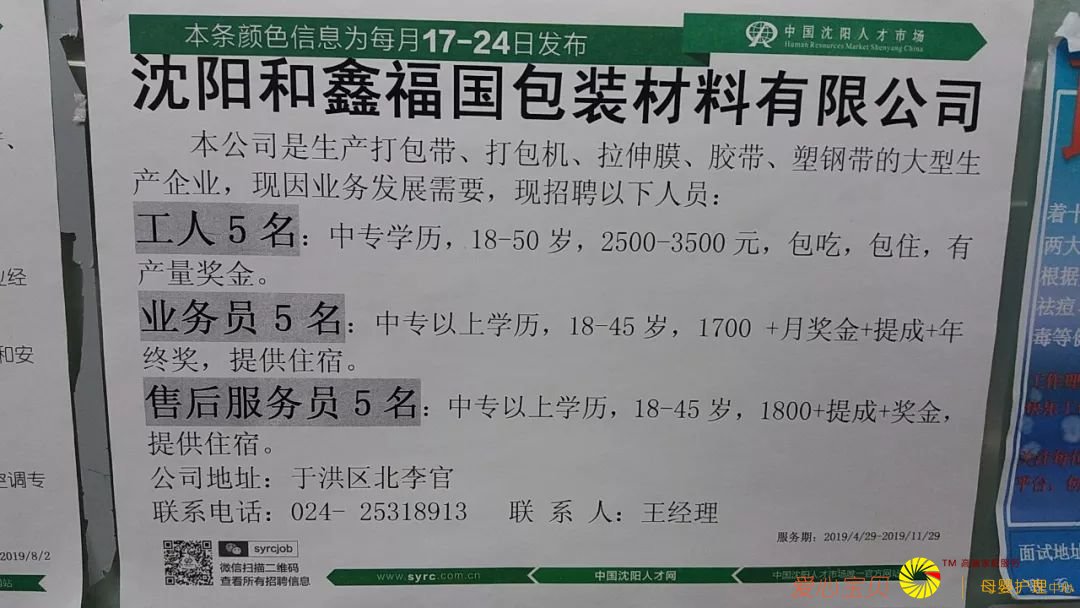 本条颜色信息为每月17-24日发布
中国沈阳人才市场
Human Resources Market Shenyang China
沈阳和鑫福国包装材料有限公司
本公司是生产打包带、打包机、拉伸膜、胶带、塑钢带的大型生
产企业，现因业务发展需要，现招聘以下人员：
工人 5 名：中专学历，18-50 岁，2500-3500 元，包吃，包住，有
产量奖金。
业务员 5 名：中专以上学历，18-45 岁，1700 +月奖金+提成+年
终奖，提供住宿。
售后服务员 5 名：中专以上学历，18-45 岁，1800+提成+奖金，
提供住宿。
公司地址：于洪区北李官
联系电话：024- 25318913 联 系 人：王经理
服务期：2019/4/29-2019/11/29
syrcjob
微信扫描二维码
查看所有招聘信息
www.syrc.com.cn
中国沈阳人才网
中国沈阳人才市场唯一官方网站
业经
和安
空调专
2019/8/2
着十
两大
根据
祛痘
毒等
工作
平台，
面试地址
爱心宝贝
TM
母婴护理中心